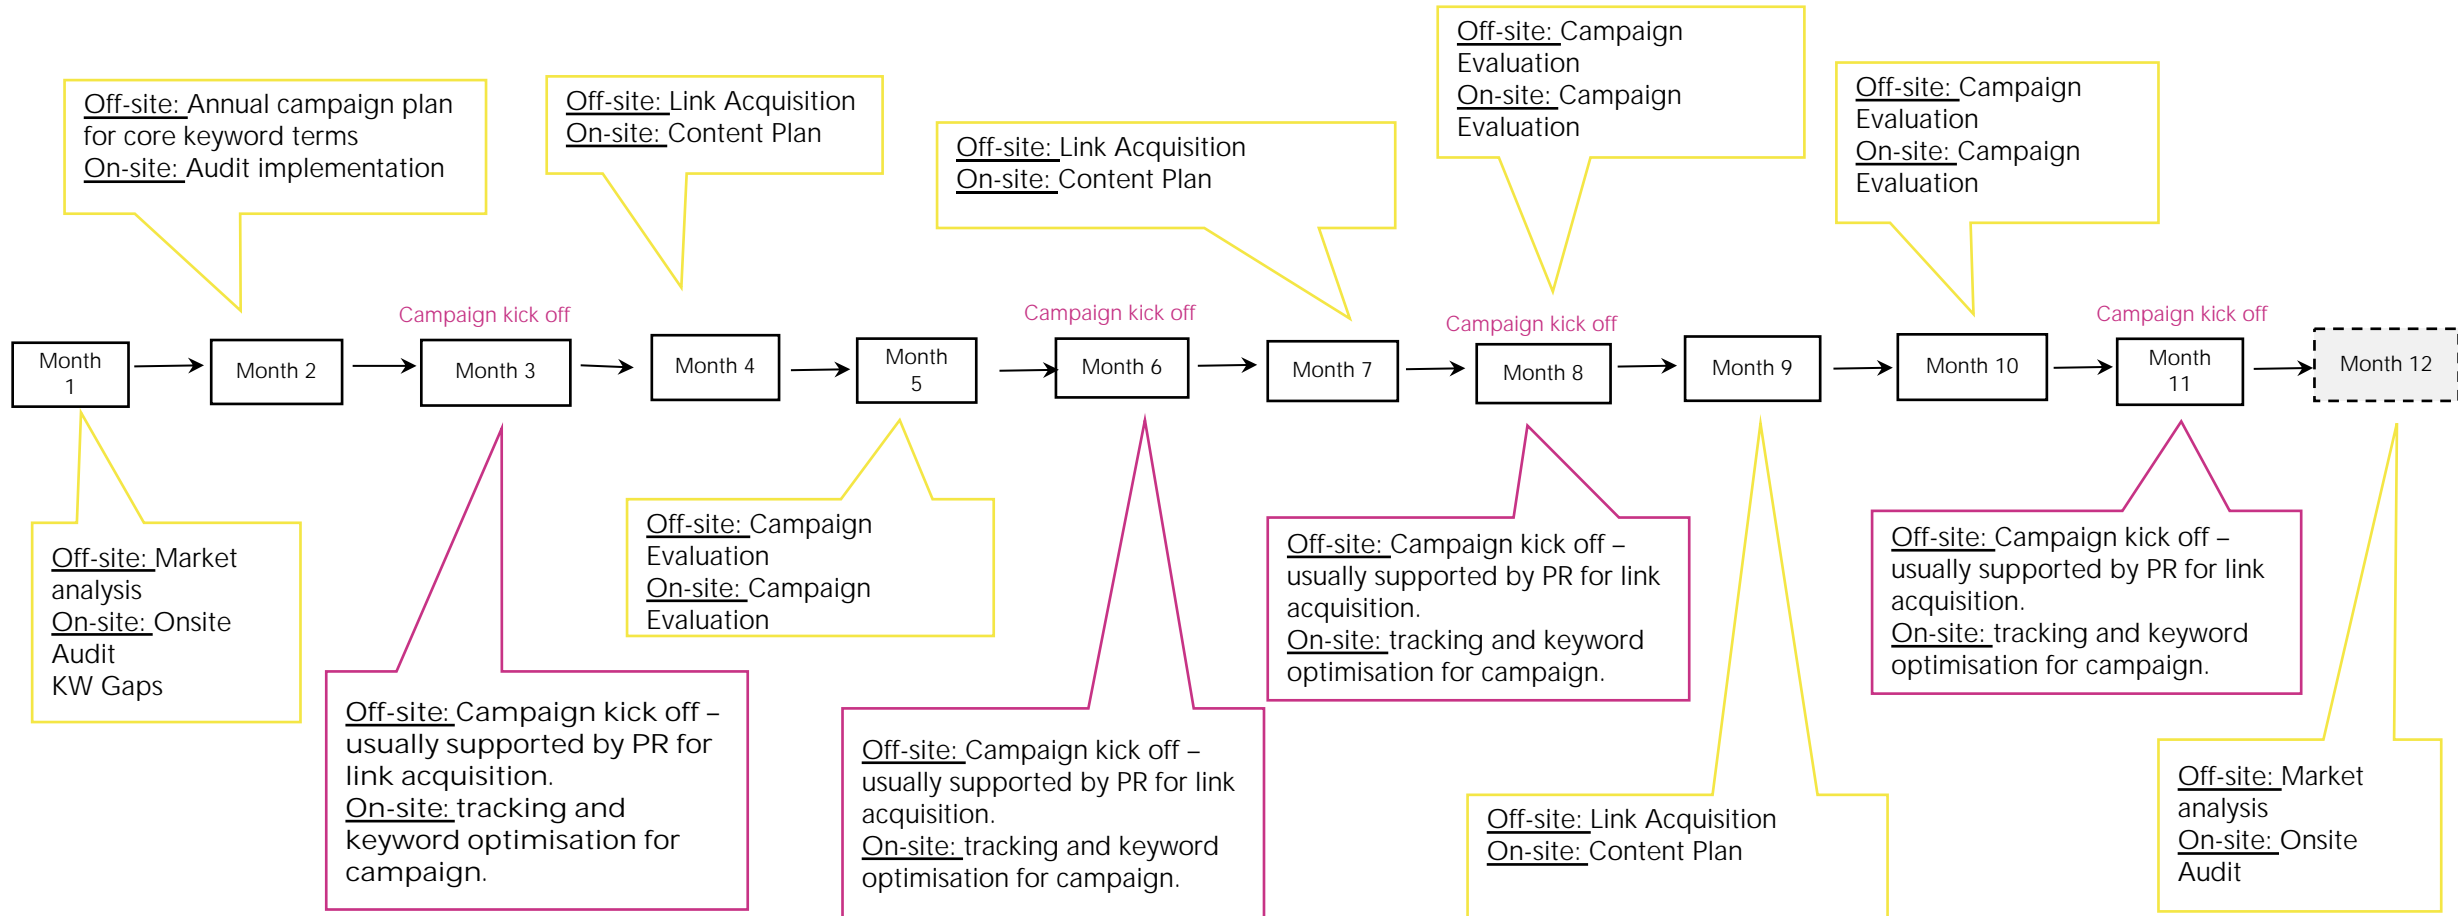 Off-site: Annual campaign plan
for core keyword terms
On-site: Audit implementation
Off-site: Link Acquisition
On-site: Content Plan
Off-site: Link Acquisition
On-site: Content Plan
Off-site: Campaign
Evaluation
On-site: Campaign
Evaluation
Off-site: Campaign
Evaluation
On-site: Campaign
Evaluation
Campaign kick off
Campaign kick off
Campaign kick off
Campaign kick off
Month
1
Month 2
Month 3
Month 4
Month
5
Month 6
Month 7
Month 8
Month 9
Month 10
Month
11
Month 12
Off-site: Market
analysis
On-site: Onsite
Audit
KW Gaps
Off-site: Campaign kick off –
usually supported by PR for
link acquisition.
On-site: tracking and
keyword optimisation for
campaign.
Off-site: Campaign
Evaluation
On-site: Campaign
Evaluation
Off-site: Campaign kick off –
usually supported by PR for link
acquisition.
On-site: tracking and keyword
optimisation for campaign.
Off-site: Campaign kick off –
usually supported by PR for link
acquisition.
On-site: tracking and keyword
optimisation for campaign.
Off-site: Link Acquisition
On-site: Content Plan
Off-site: Campaign kick off –
usually supported by PR for link
acquisition.
On-site: tracking and keyword
optimisation for campaign.
Off-site: Market
analysis
On-site: Onsite
Audit